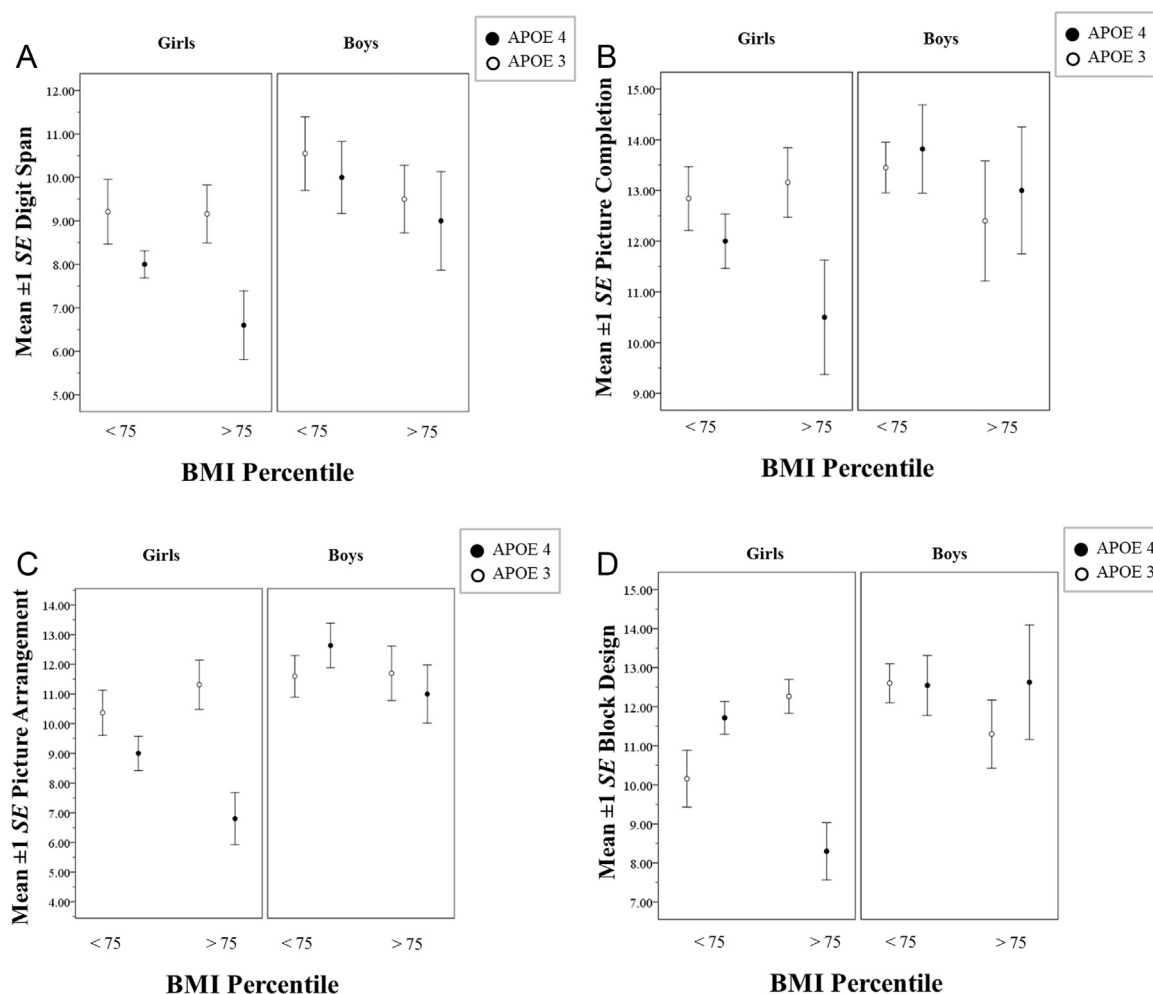 A
Girls
Boys
APOE 4
APOE 3
Mean ±1 SE Digit Span
12.00
11.00
10.00
9.00
8.00
7.00
6.00
5.00
< 75
> 75
< 75
> 75
BMI Percentile
B
Girls
Boys
APOE 4
APOE 3
Mean ±1 SE Picture Completion
15.00
14.00
13.00
12.00
11.00
10.00
9.00
< 75
> 75
< 75
> 75
BMI Percentile
C
Girls
Boys
APOE 4
APOE 3
Mean ±1 SE Picture Arrangement
14.00
13.00
12.00
11.00
10.00
9.00
8.00
7.00
6.00
5.00
4.00
< 75
> 75
< 75
> 75
BMI Percentile
D
Girls
Boys
APOE 4
APOE 3
Mean ±1 SE Block Design
15.00
14.00
13.00
12.00
11.00
10.00
9.00
8.00
7.00
< 75
> 75
< 75
> 75
BMI Percentile